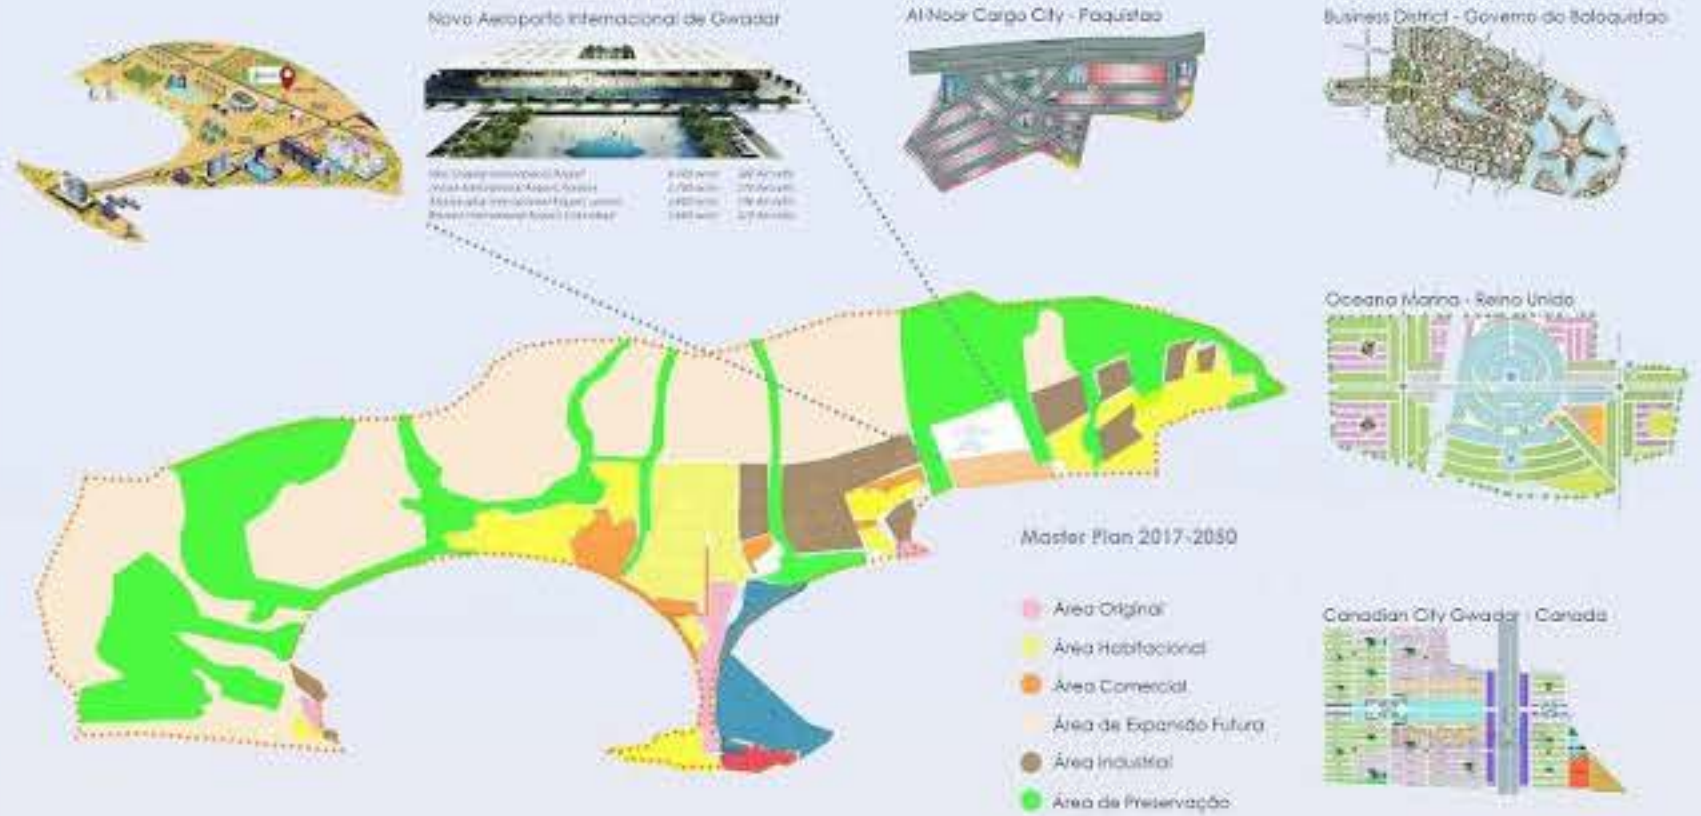 Novo Aeroporto Internacional de Gwadar
Al-Noor Cargo City - Paquistao
Business District - Governo do Baloquistao
Oceana Marina - Reino Unido
Master Plan 2017-2050
Área Original
Área Habitacional
Área Comercial
Área de Expansão Futura
Área Industrial
Área de Preservação
Canadian City Gwadar - Canada